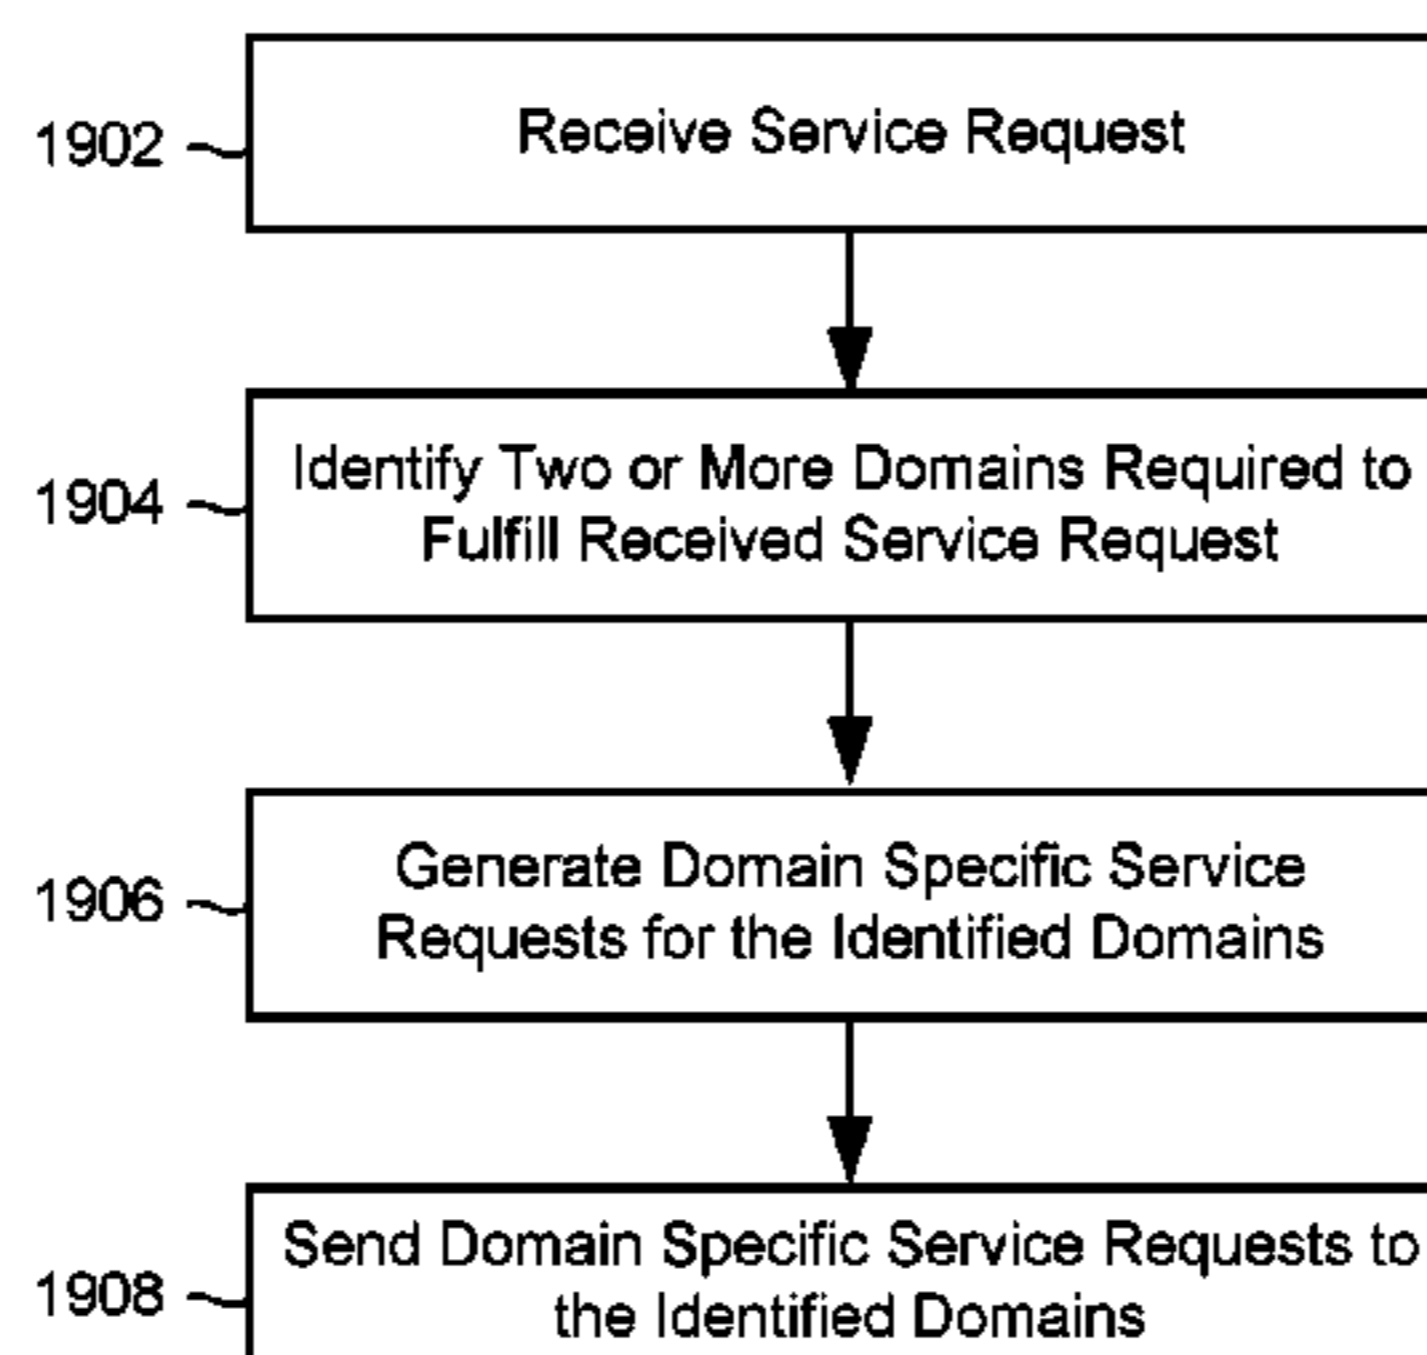 1902
Receive Service Request
1904
Identify Two or More Domains Required to
Fulfill Received Service Request
1906
Generate Domain Specific Service
Requests for the Identified Domains
1908
Send Domain Specific Service Requests to
the Identified Domains